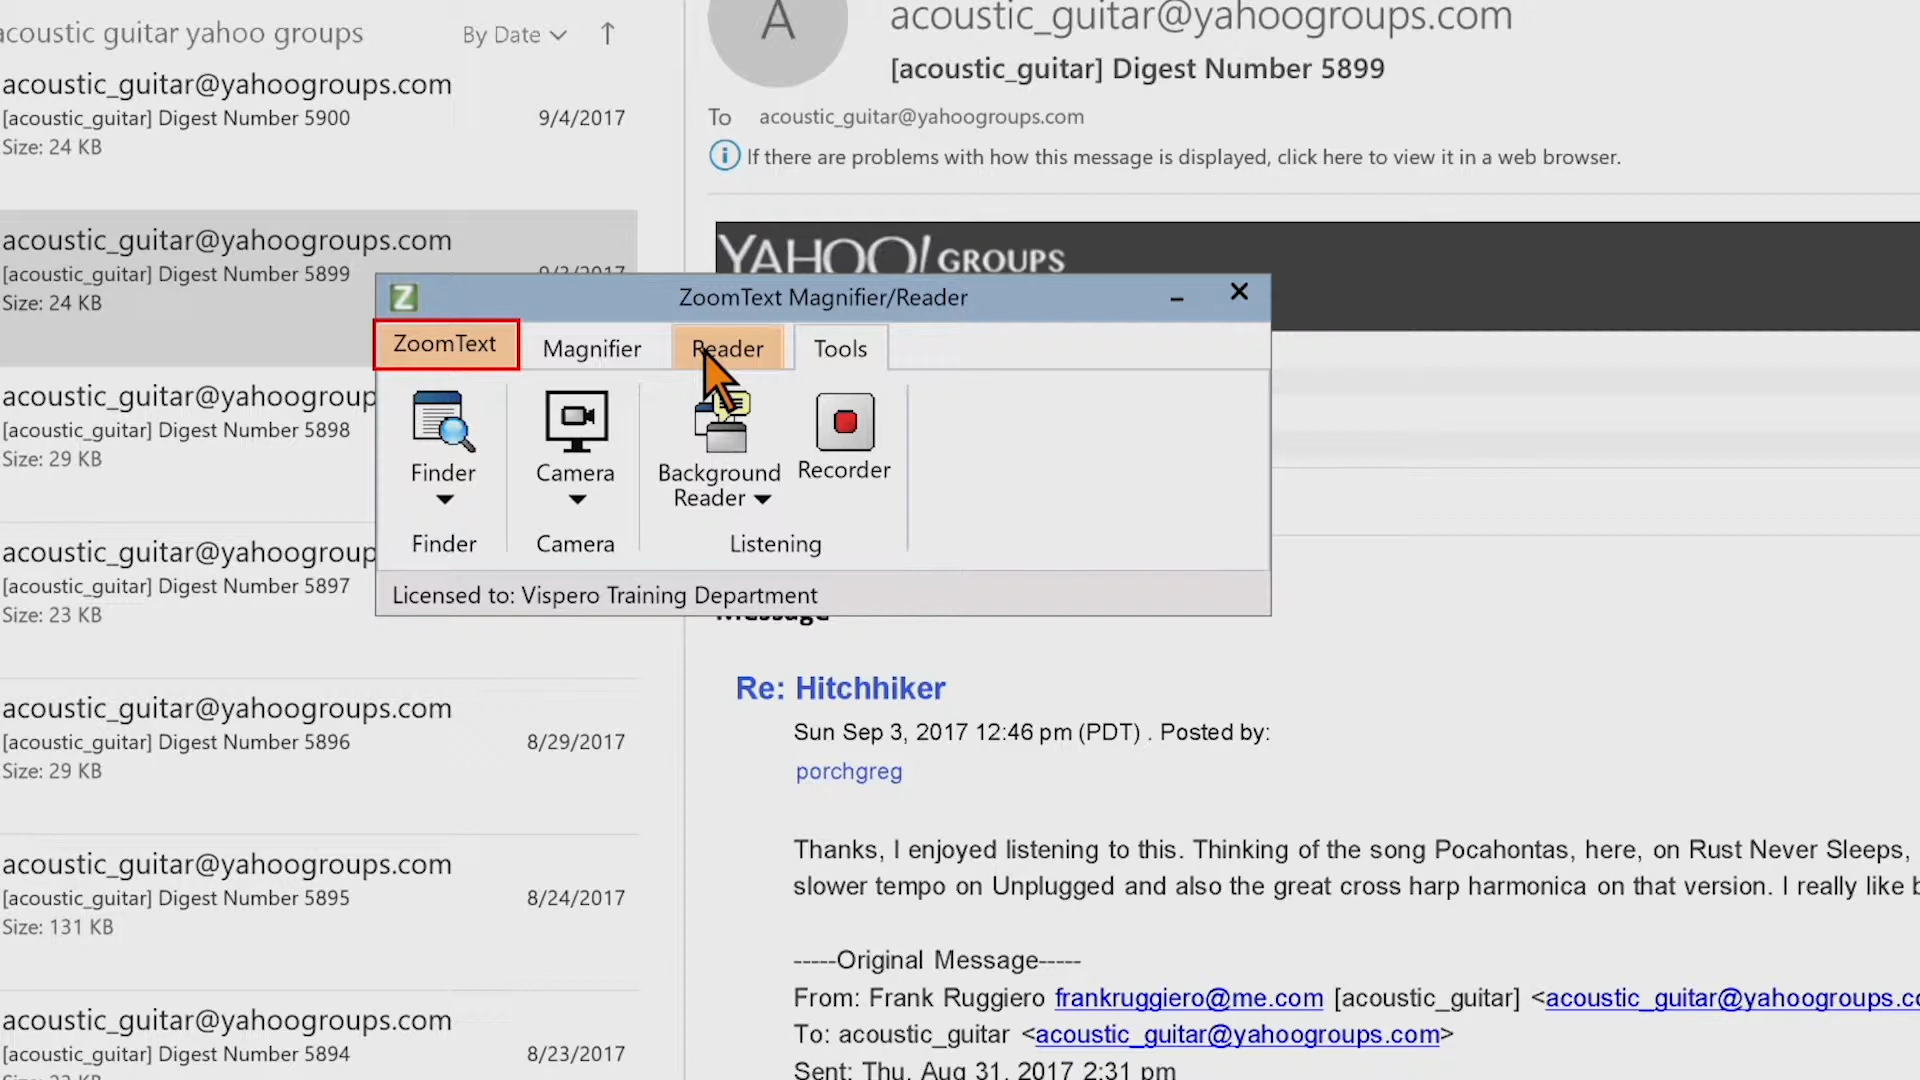 acoustic guitar yahoo groups
By Date
acoustic_guitar@yahoogroups.com
[acoustic_guitar] Digest Number 5900
9/4/2017
Size: 24 KB
acoustic_guitar@yahoogroups.com
[acoustic_guitar] Digest Number 5899
9/3/2017
Size: 24 KB
acoustic_guitar@yahoogroup
[acoustic_guitar] Digest Number 5898
Size: 29 KB
acoustic_guitar@yahoogroup
[acoustic_guitar] Digest Number 5897
Size: 23 KB
acoustic_guitar@yahoogroups.com
[acoustic_guitar] Digest Number 5896
8/29/2017
Size: 29 KB
acoustic_guitar@yahoogroups.com
[acoustic_guitar] Digest Number 5895
8/24/2017
Size: 131 KB
acoustic_guitar@yahoogroups.com
[acoustic_guitar] Digest Number 5894
8/23/2017
A
acoustic_guitar@yahoogroups.com
[acoustic_guitar] Digest Number 5899
To acoustic_guitar@yahoogroups.com
If there are problems with how this message is displayed, click here to view it in a web browser.
YAHOO! GROUPS
ZoomText Magnifier/Reader
ZoomText Magnifier Reader Tools
Finder
Camera
Background
Reader
Recorder
Finder Camera Listening
Licensed to: Vispero Training Department
Message
Re: Hitchhiker
Sun Sep 3, 2017 12:46 pm (PDT) . Posted by:
porchgreg
Thanks, I enjoyed listening to this. Thinking of the song Pocahontas, here, on Rust Never Sleeps,
slower tempo on Unplugged and also the great cross harp harmonica on that version. I really like
-----Original Message-----
From: Frank Ruggiero frankruggiero@me.com [acoustic_guitar] <acoustic_guitar@yahoogroups.co
To: acoustic_guitar <acoustic_guitar@yahoogroups.com>
Sent: Thu, Aug 31, 2017 2:31 pm